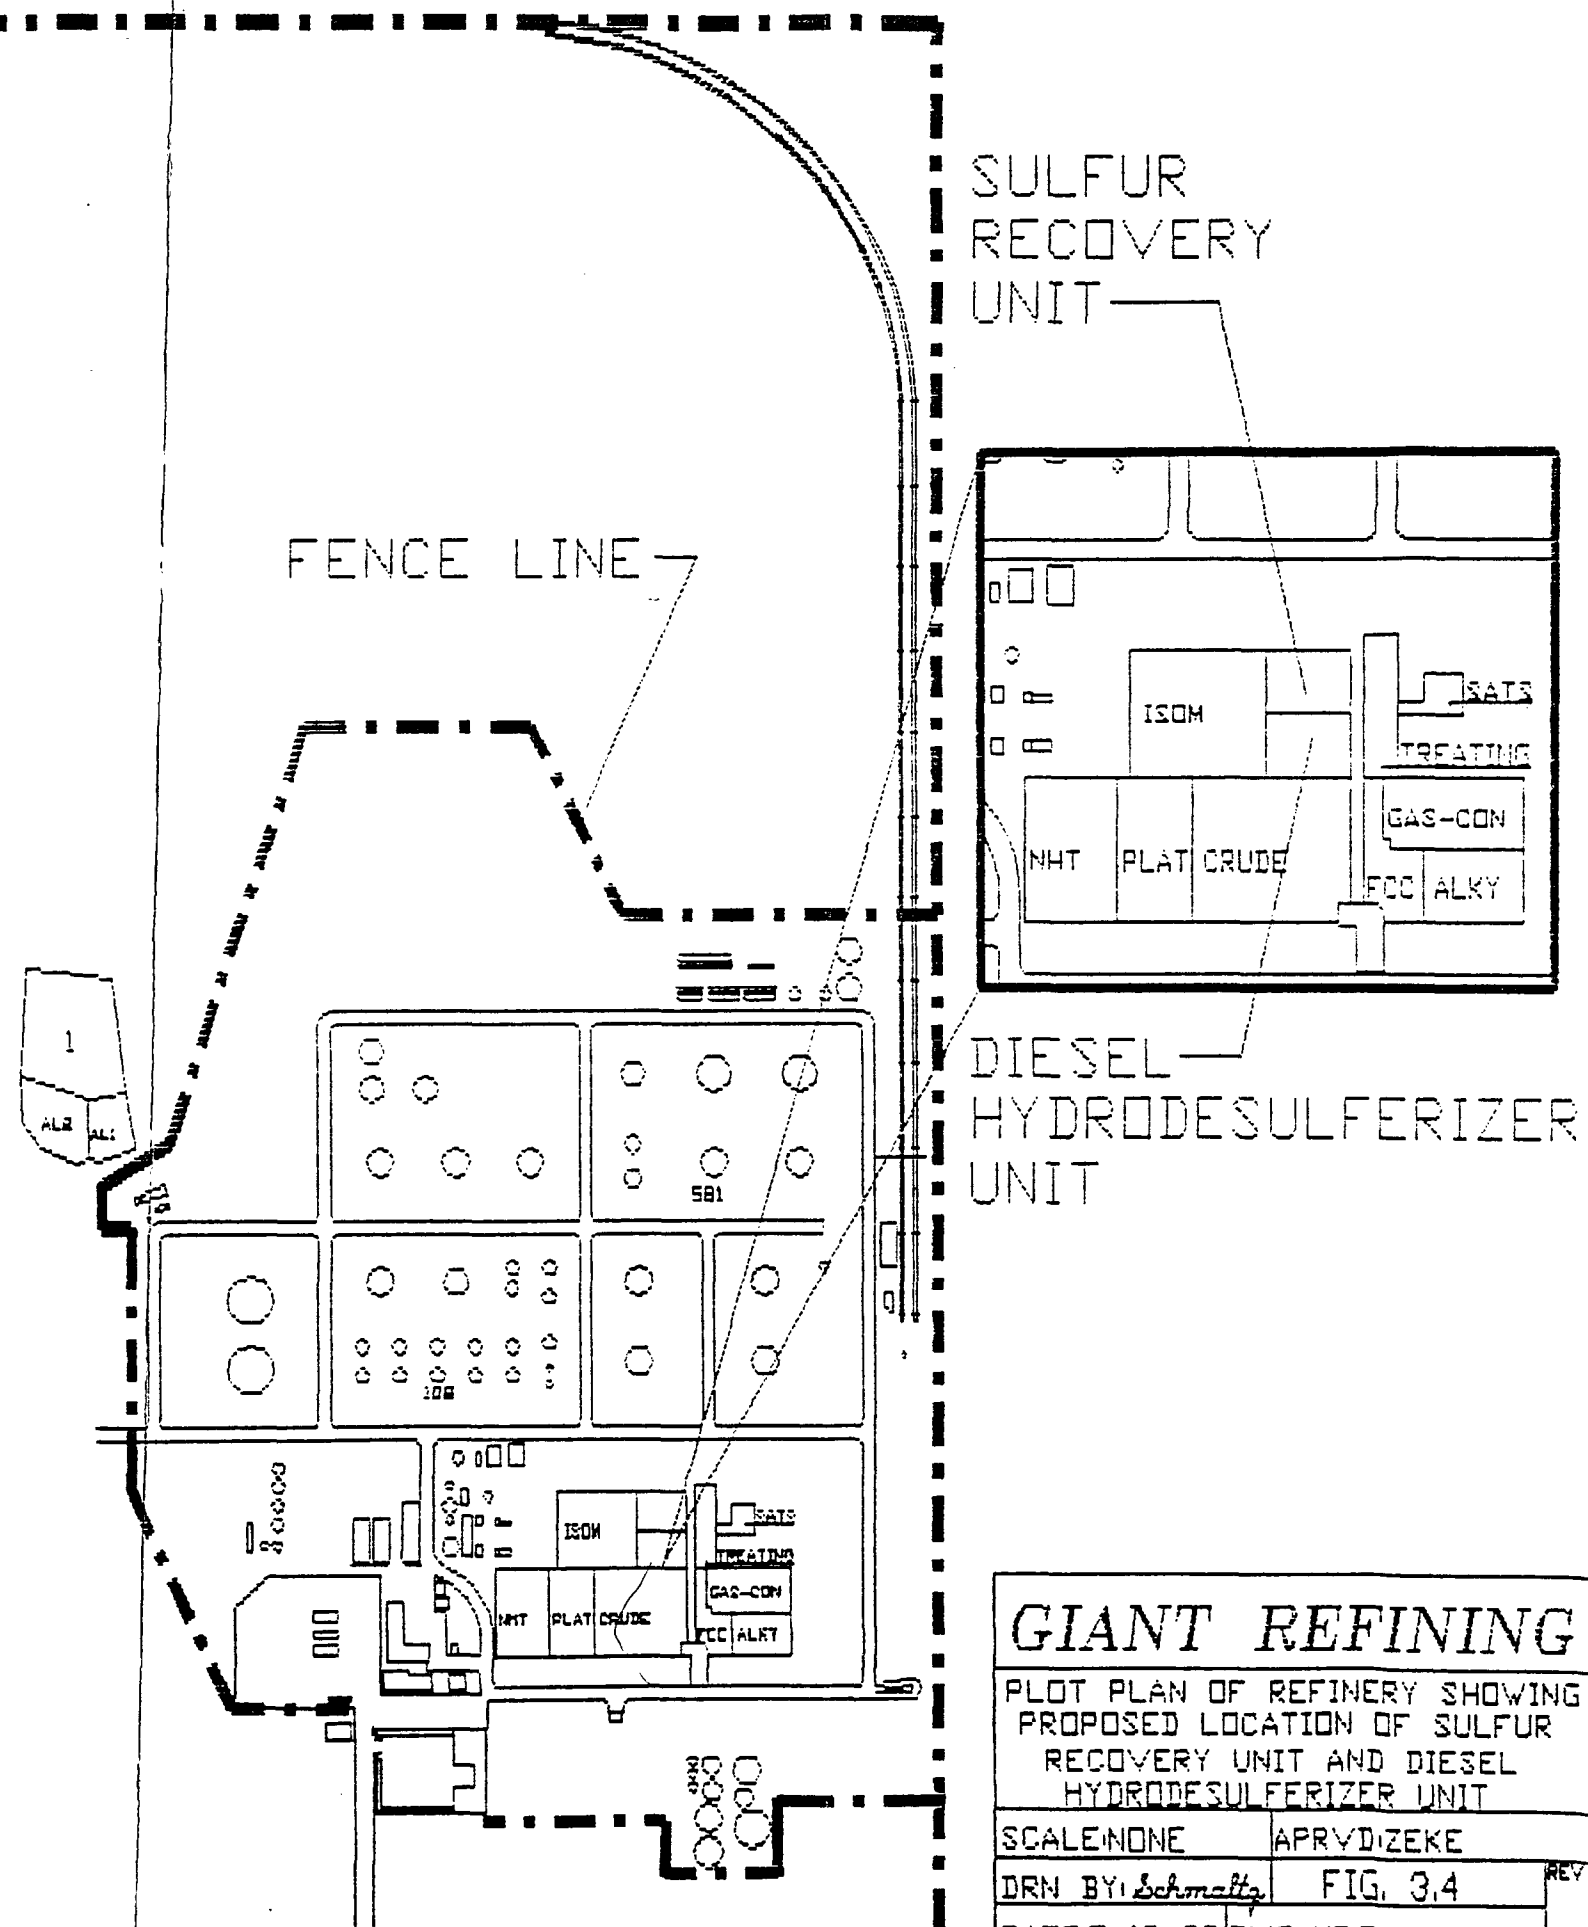 SULFUR
RECOVERY
UNIT
FENCE LINE
ISOM
SATS
TREATING
GAS-CON
NHT
PLAT
CRUDE
FCC
ALKY
DIESEL
HYDRODESULFERIZER
UNIT
1
AL2
AL1
581
108
ISOM
SATS
TREATING
GAS-CON
NHT
PLAT
CRUDE
FCC
ALKY
GIANT REFINING
PLOT PLAN OF REFINERY SHOWING
PROPOSED LOCATION OF SULFUR
RECOVERY UNIT AND DIESEL
HYDRODESULFERIZER UNIT
SCALE:NONE
APRVD:ZEKE
DRN BY: Schmaltz
FIG. 3.4
REV